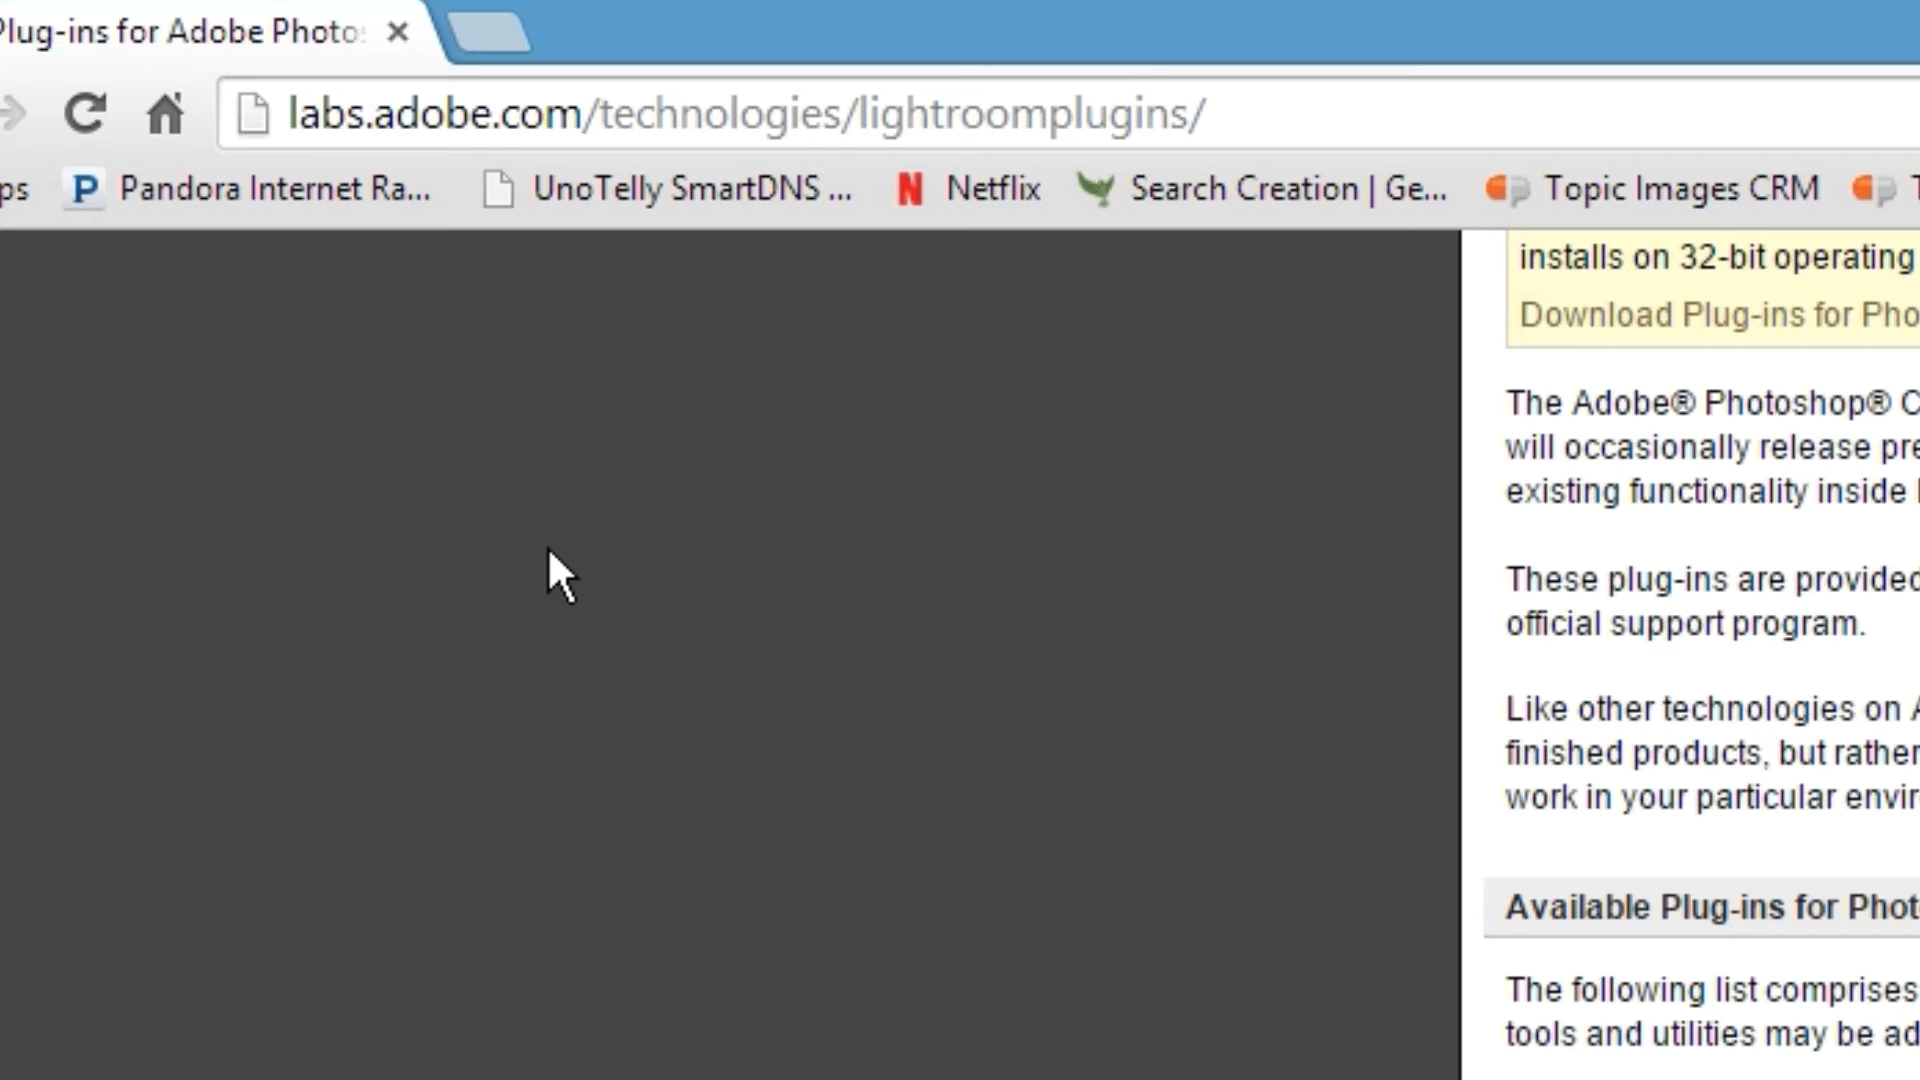 Plug-ins for Adobe Photo
labs.adobe.com/technologies/lightroomplugins/
ps
Pandora Internet Ra...
UnoTelly SmartDNS ...
Netflix
Search Creation | Ge...
Topic Images CRM
installs on 32-bit operating
Download Plug-ins for Pho
The Adobe® Photoshop® C
will occasionally release pre
existing functionality inside
These plug-ins are provided
official support program.
Like other technologies on A
finished products, but rather
work in your particular envir
Available Plug-ins for Phot
The following list comprises
tools and utilities may be ad